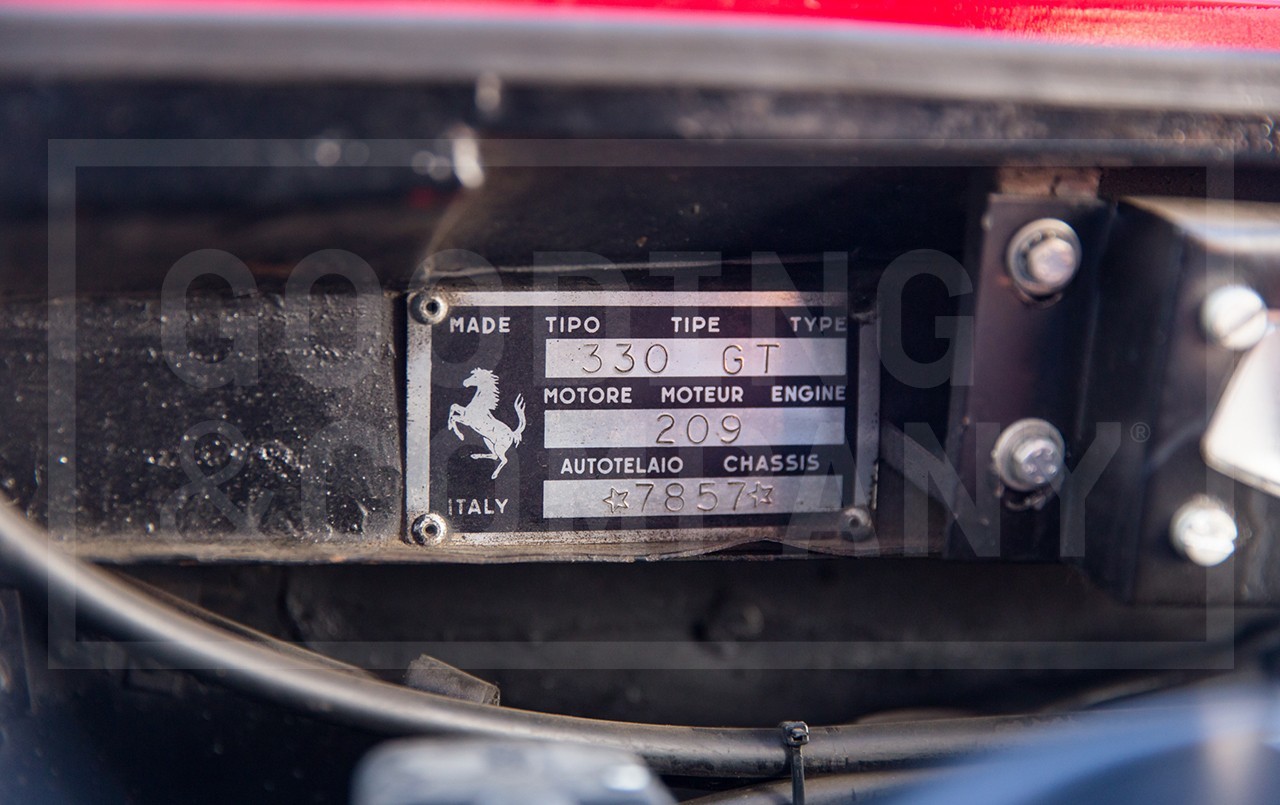 GOODING
& COMPANY®
MADE TIPO TIPE TYPE
330 GT
MOTORE MOTEUR ENGINE
209
AUTOTELAIO CHASSIS
☆7857☆
ITALY